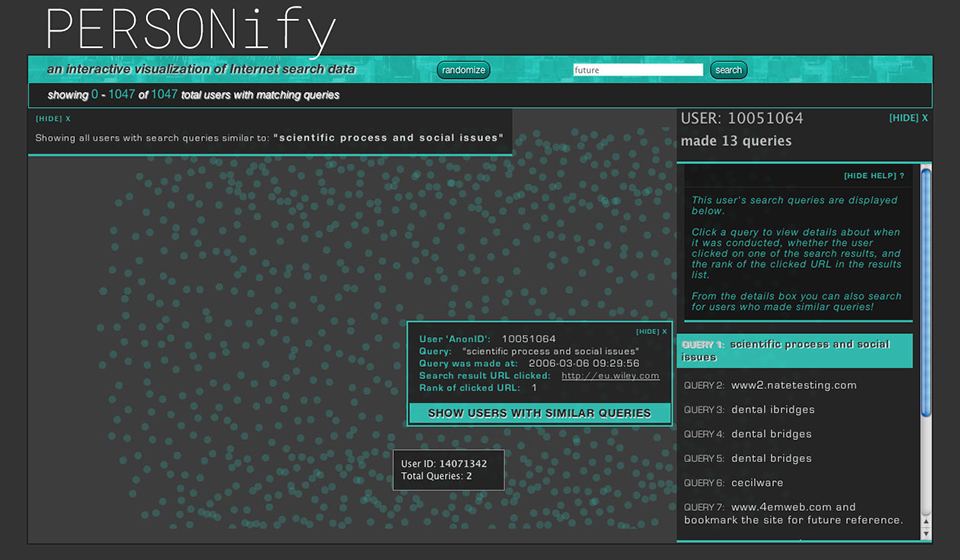 PERSONify
an interactive visualization of Internet search data
randomize
future
search
showing 0 - 1047 of 1047 total users with matching queries
[HIDE] X
Showing all users with search queries similar to: "scientific process and social issues"
USER: 10051064
[HIDE] X
made 13 queries
[HIDE HELP] ?
This user's search queries are displayed
below.
Click a query to view details about when
it was conducted, whether the user
clicked on one of the search results, and
the rank of the clicked URL in the results
list.
From the details box you can also search
for users who made similar queries!
[HIDE] X
User 'AnonID': 10051064
Query: "scientific process and social issues"
Query was made at: 2006-03-06 09:29:56
Search result URL clicked: http://eu.wiley.com
Rank of clicked URL: 1
SHOW USERS WITH SIMILAR QUERIES
User ID: 14071342
Total Queries: 2
QUERY 1: scientific process and social
issues
QUERY 2: www2.natetesting.com
QUERY 3: dental ibridges
QUERY 4: dental bridges
QUERY 5: dental bridges
QUERY 6: cecilware
QUERY 7: www.4emweb.com and
bookmark the site for future reference.